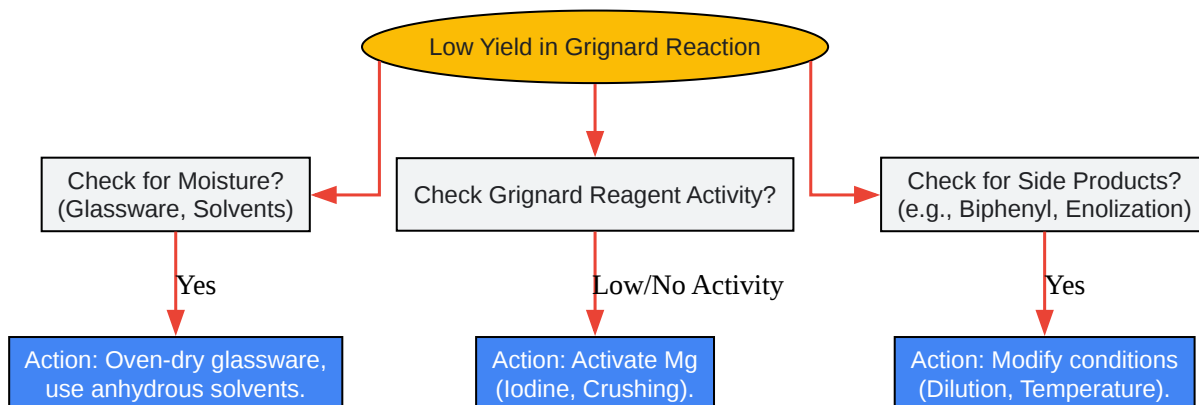 Low Yield in Grignard Reaction
Check for Moisture?
(Glassware, Solvents)
Check Grignard Reagent Activity?
Check for Side Products?
(e.g., Biphenyl, Enolization)
Yes
Low/No Activity
Yes
Action: Oven-dry glassware,
use anhydrous solvents.
Action: Activate Mg
(Iodine, Crushing).
Action: Modify conditions
(Dilution, Temperature).